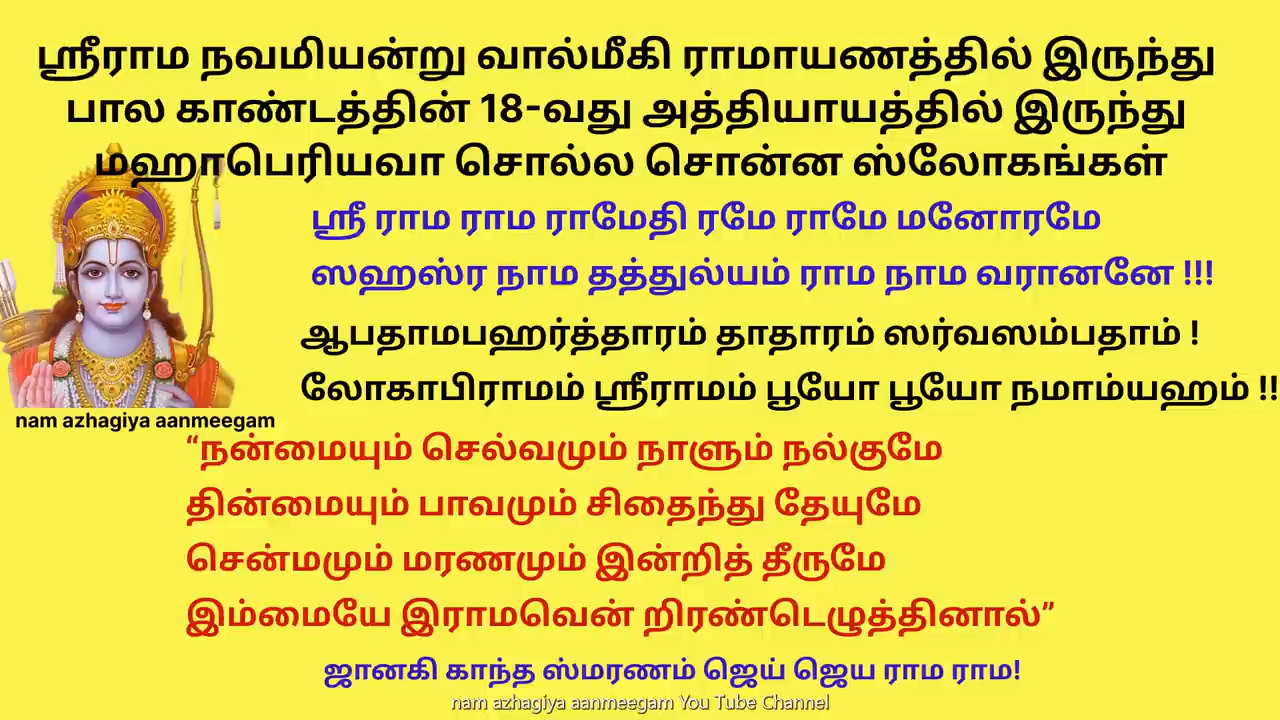 ஸ்ரீராம நவமியன்று வால்மீகி ராமாயணத்தில் இருந்து
பால காண்டத்தின் 18-வது அத்தியாயத்தில் இருந்து
மஹாபெரியவா சொல்ல சொன்ன ஸ்லோகங்கள்
ஸ்ரீ ராம ராம ராமேதி ரமே ராமே மனோரமே
ஸஹஸ்ர நாம தத்துல்யம் ராம நாம வரானனே !!!
ஆபதாமபஹர்த்தாரம் தாதாரம் ஸர்வஸம்பதாம் !
லோகாபிராமம் ஸ்ரீராமம் பூயோ பூயோ நமாம்யஹம் !!
nam azhagiya aanmeegam
“நன்மையும் செல்வமும் நாளும் நல்குமே
தின்மையும் பாவமும் சிதைந்து தேயுமே
சென்மமும் மரணமும் இன்றித் தீருமே
இம்மையே இராமவென் றிரண்டெழுத்தினால்”
ஜானகி காந்த ஸ்மரணம் ஜெய் ஜெய ராம ராம!
nam azhagiya aanmeegam You Tube Channel